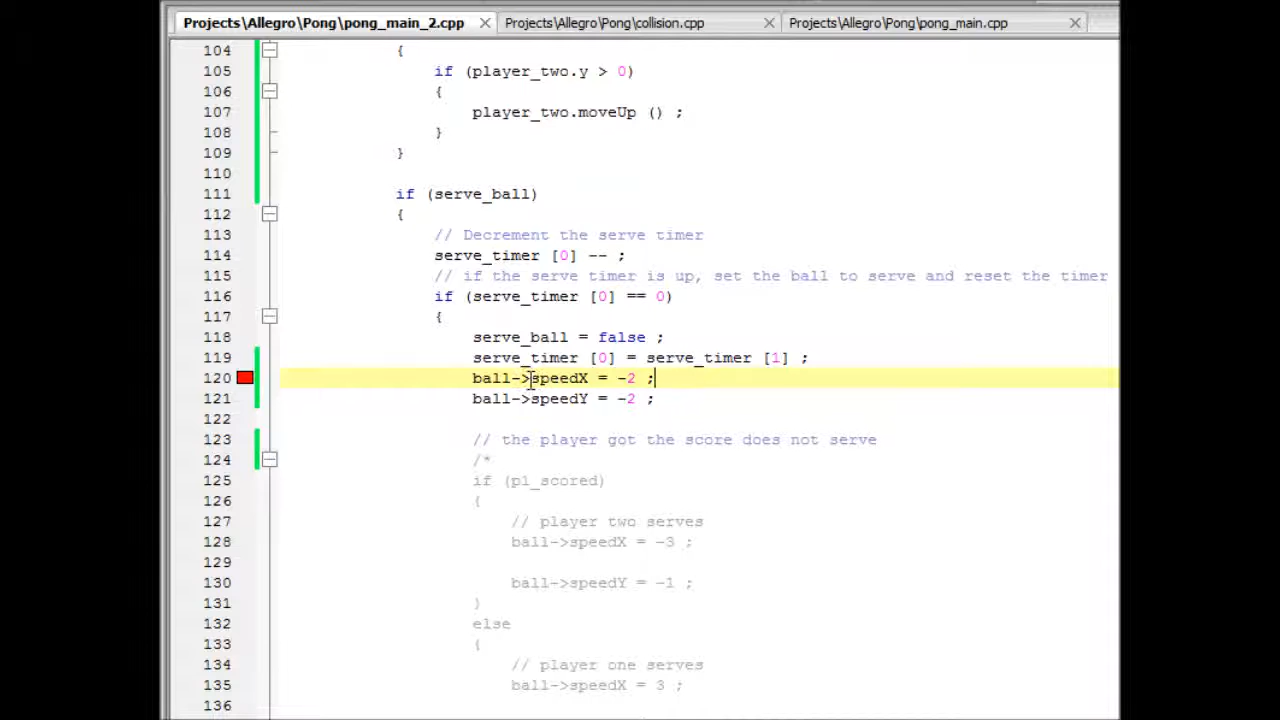 Projects\Allegro\Pong\pong_main_2.cpp Projects\Allegro\Pong\collision.cpp Projects\Allegro\Pong\pong_main.cpp
104 {
105 if (player_two.y > 0)
106 {
107 player_two.moveUp () ;
108 }
109 }
110
111 if (serve_ball)
112 {
113 // Decrement the serve timer
114 serve_timer [0] -- ;
115 // if the serve timer is up, set the ball to serve and reset the timer
116 if (serve_timer [0] == 0)
117 {
118 serve_ball = false ;
119 serve_timer [0] = serve_timer [1] ;
120 ball->speedX = -2 ;
121 ball->speedY = -2 ;
122
123 // the player got the score does not serve
124 /*
125 if (p1_scored)
126 {
127 // player two serves
128 ball->speedX = -3 ;
129
130 ball->speedY = -1 ;
131 }
132 else
133 {
134 // player one serves
135 ball->speedX = 3 ;
136